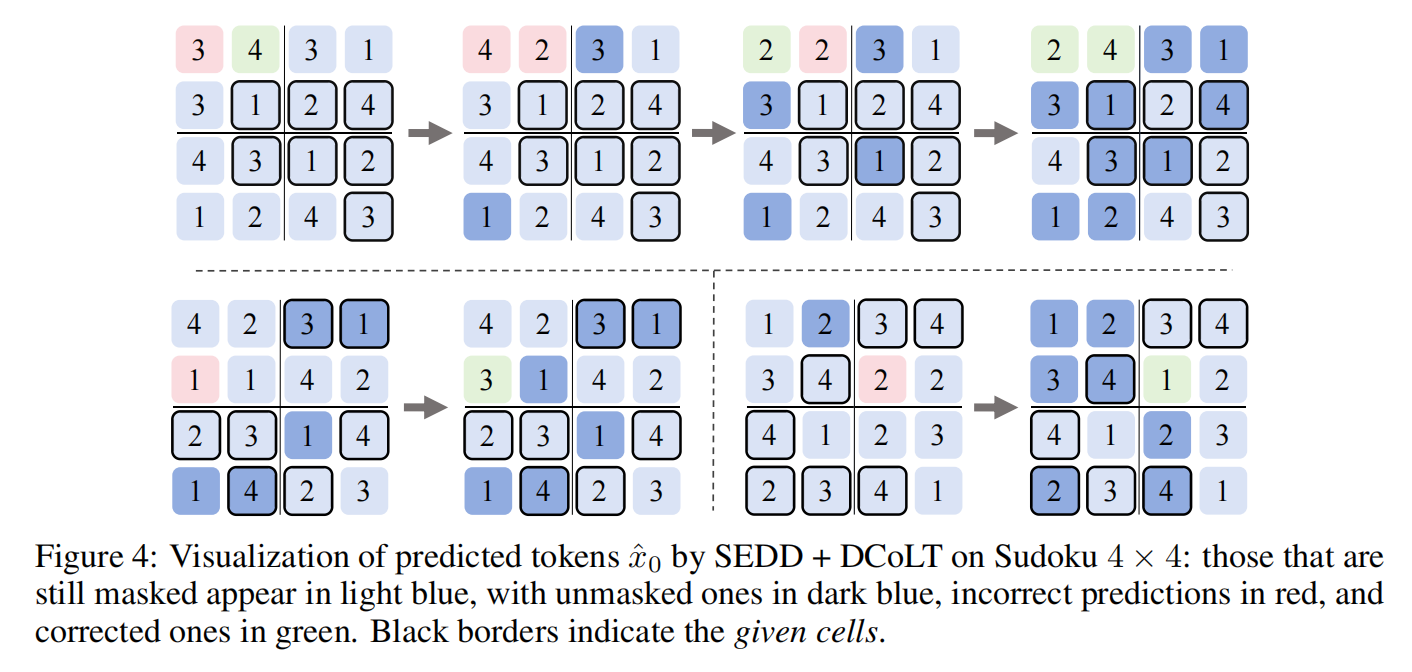 3 4 3 1 4 2 3 1 2 2 3 1 2 4 3 1
3 1 2 4 3 1 2 4 3 1 2 4 3 1 2 4
4 3 1 2 4 3 1 2 4 3 1 2 4 3 1 2
1 2 4 3 1 2 4 3 1 2 4 3 1 2 4 3
4 2 3 1 4 2 3 1 1 2 3 4 1 2 3 4
1 1 4 2 3 1 4 2 3 4 2 2 3 4 1 2
2 3 1 4 2 3 1 4 4 1 2 3 4 1 2 3
1 4 2 3 1 4 2 3 2 3 4 1 2 3 4 1
Figure 4: Visualization of predicted tokens x̂₀ by SEDD + DCoLT on Sudoku 4 × 4: those that are
still masked appear in light blue, with unmasked ones in dark blue, incorrect predictions in red, and
corrected ones in green. Black borders indicate the given cells.